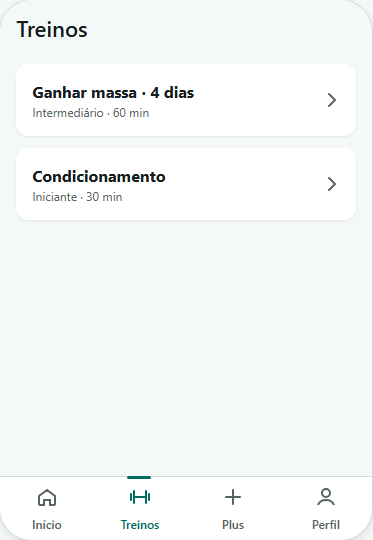 Treinos
Ganhar massa · 4 dias
Intermediário · 60 min
Condicionamento
Iniciante · 30 min
Início
Treinos
Plus
Perfil